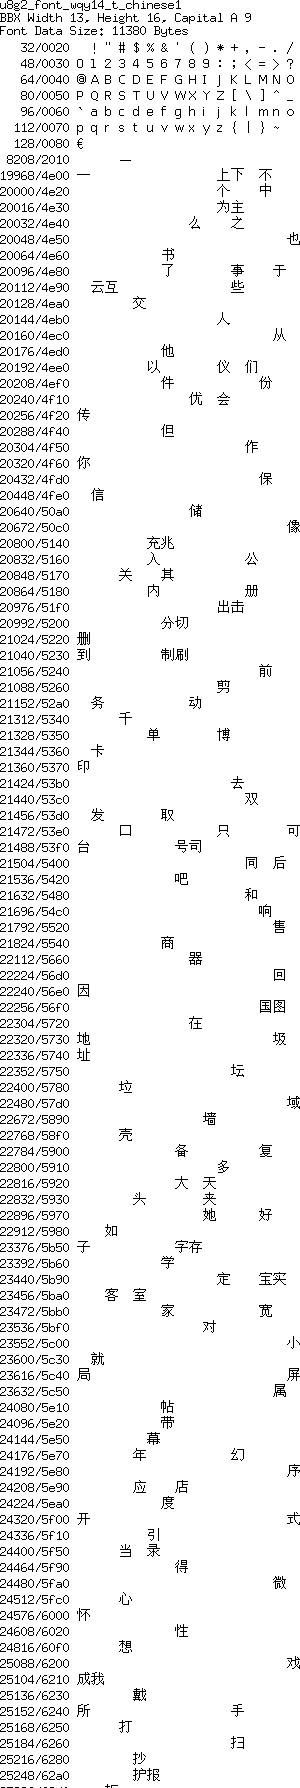 u8g2_font_wqy14_t_chinese1
BBX Width 13, Height 16, Capital A 9
Font Data Size: 11380 Bytes
32/0020 ! " # $ % & ' ( ) * + , - . /
48/0030 0 1 2 3 4 5 6 7 8 9 : ; < = > ?
64/0040 @ A B C D E F G H I J K L M N O
80/0050 P Q R S T U V W X Y Z [ \ ] ^ _
96/0060 ` a b c d e f g h i j k l m n o
112/0070 p q r s t u v w x y z { | } ~
128/0080 €
8208/2010 —
19968/4e00 一 上下 不
20000/4e20 个 中
20016/4e30 为主
20032/4e40 么 之
20048/4e50 也
20064/4e60 书
20096/4e80 了 事 于
20112/4e90 云互 些
20128/4ea0 交
20144/4eb0 人
20160/4ec0 从
20176/4ed0 他
20192/4ee0 以 仪 们
20208/4ef0 件 份
20240/4f10 优 会
20256/4f20 传
20288/4f40 但
20304/4f50 作
20320/4f60 你
20432/4fd0 保
20448/4fe0 信
20640/50a0 储
20672/50c0 像
20800/5140 充兆
20832/5160 入 公
20848/5170 关 其
20864/5180 内 册
20976/51f0 出击
20992/5200 分切
21024/5220 删
21040/5230 到 制刷
21056/5240 前
21088/5260 剪
21152/52a0 务 动
21312/5340 千
21328/5350 单 博
21344/5360 卡
21360/5370 印
21424/53b0 去
21440/53c0 双
21456/53d0 发 取
21472/53e0 口 只 可
21488/53f0 台 号司
21504/5400 同 后
21536/5420 吧
21632/5480 和
21696/54c0 响
21792/5520 售
21824/5540 商
22112/5660 器
22224/56d0 回
22240/56e0 因
22256/56f0 国图
22304/5720 在
22320/5730 地 圾
22336/5740 址
22352/5750 坛
22400/5780 垃
22480/57d0 域
22672/5890 墙
22768/58f0 壳
22784/5900 备 复
22800/5910 多
22816/5920 大 天
22832/5930 头 夹
22896/5970 她 好
22912/5980 如
23376/5b50 子 字存
23392/5b60 学
23440/5b90 定 宝实
23456/5ba0 客 室
23472/5bb0 家 宽
23536/5bf0 对
23552/5c00 小
23600/5c30 就
23616/5c40 局 屏
23632/5c50 属
24080/5e10 帖
24096/5e20 带
24144/5e50 幕
24176/5e70 年 幻
24192/5e80 序
24208/5e90 应 店
24224/5ea0 度
24320/5f00 开 式
24336/5f10 引
24400/5f50 当 录
24464/5f90 得
24480/5fa0 微
24512/5fc0 心
24576/6000 怀
24608/6020 性
24816/60f0 想
25088/6200 戏
25104/6210 成我
25136/6230 戴
25152/6240 所 手
25168/6250 打
25184/6260 扫
25216/6280 抄
25248/62a0 护报